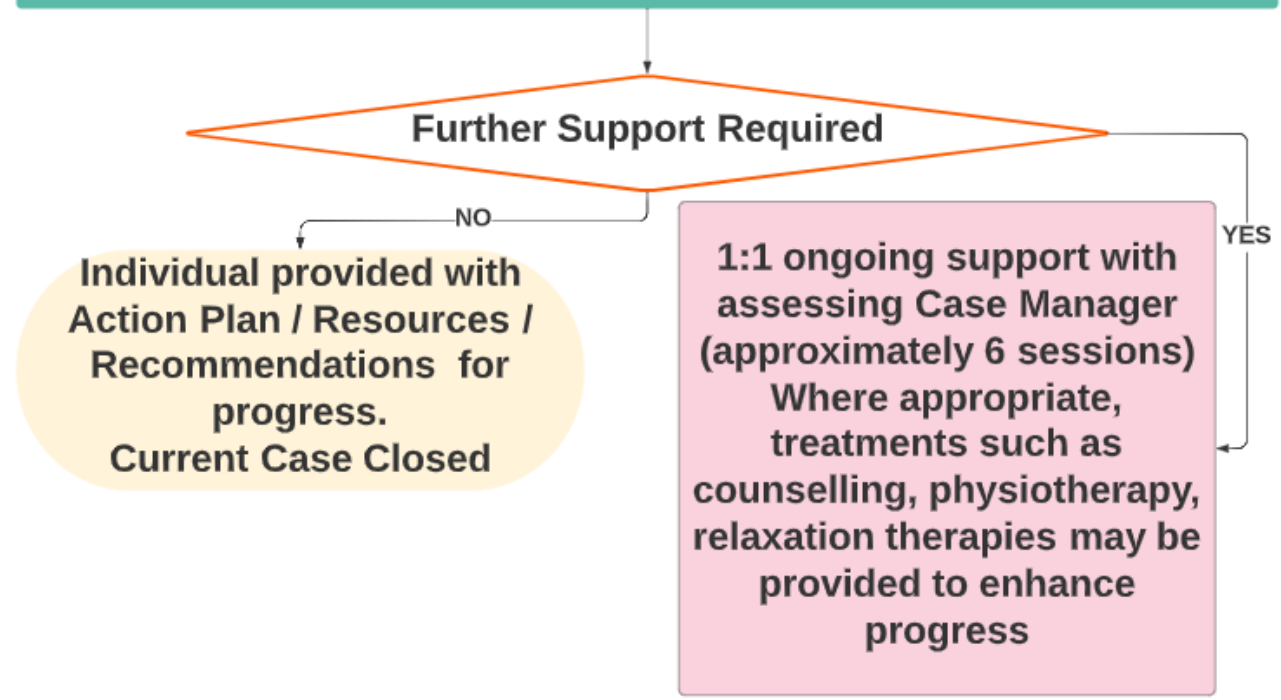 Further Support Required
NO
YES
Individual provided with
Action Plan / Resources /
Recommendations  for
progress.
Current Case Closed
1:1 ongoing support with
assessing Case Manager
(approximately 6 sessions)
Where appropriate,
treatments such as
counselling, physiotherapy,
relaxation therapies may be
provided to enhance
progress